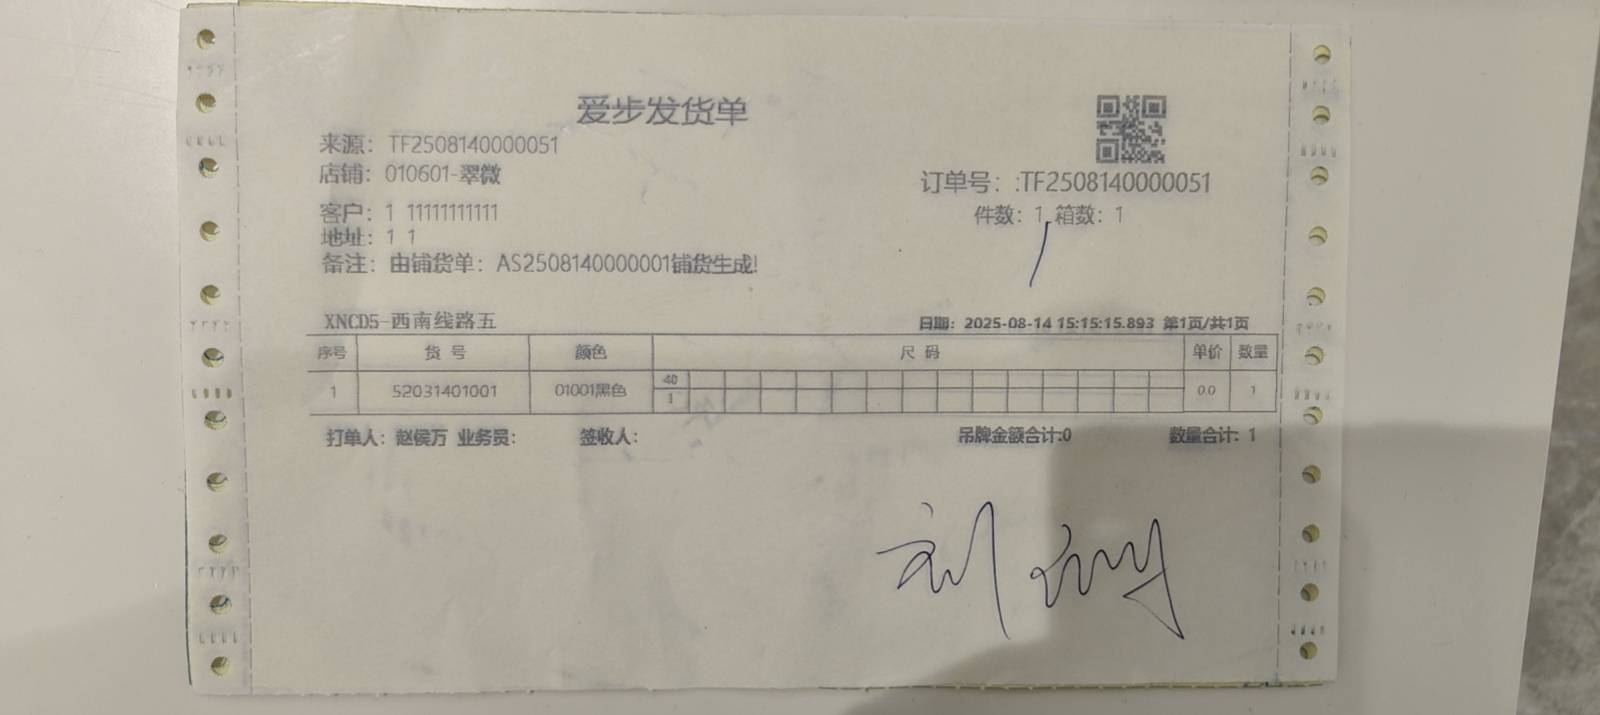 爱步发货单
来源：TF2508140000051
店铺：010601-翠微
订单号：:TF2508140000051
客户：1 11111111111
件数：1 箱数：1
地址：1 1
备注：由铺货单：AS2508140000001铺货生成!
XNCD5-西南线路五
日期：2025-08-14 15:15:15.893 第1页/共1页
序号 货号 颜色 尺码 单价 数量
40
1 52031401001 01001黑色 1 0.0 1
打单人：赵侯万 业务员： 签收人： 吊牌金额合计:0 数量合计: 1
刘